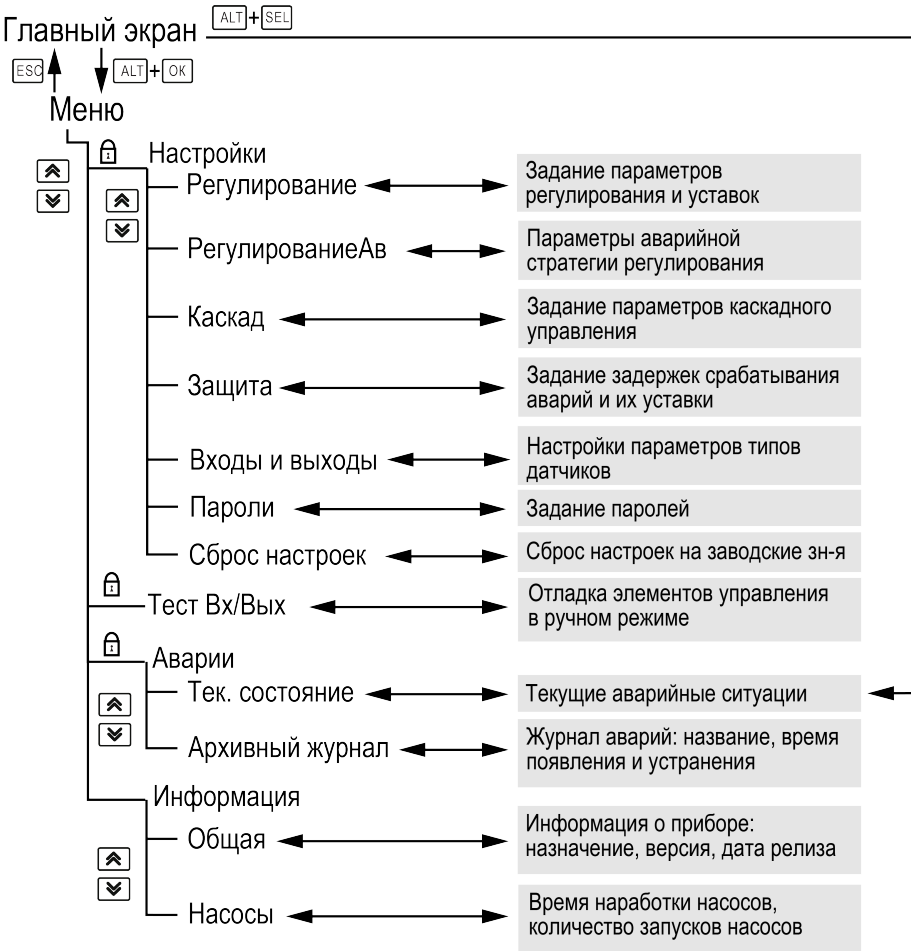 Главный экран ALT+SEL
ESC ALT+OK
Меню
Настройки
Регулирование
Задание параметров
регулирования и уставок
РегулированиеАв
Параметры аварийной
стратегии регулирования
Каскад
Задание параметров каскадного
управления
Защита
Задание задержек срабатывания
аварий и их уставки
Входы и выходы
Настройки параметров типов
датчиков
Пароли
Задание паролей
Сброс настроек
Сброс настроек на заводские зн-я
Тест Вх/Вых
Отладка элементов управления
в ручном режиме
Аварии
Тек. состояние
Текущие аварийные ситуации
Архивный журнал
Журнал аварий: название, время
появления и устранения
Информация
Общая
Информация о приборе:
назначение, версия, дата релиза
Насосы
Время наработки насосов,
количество запусков насосов